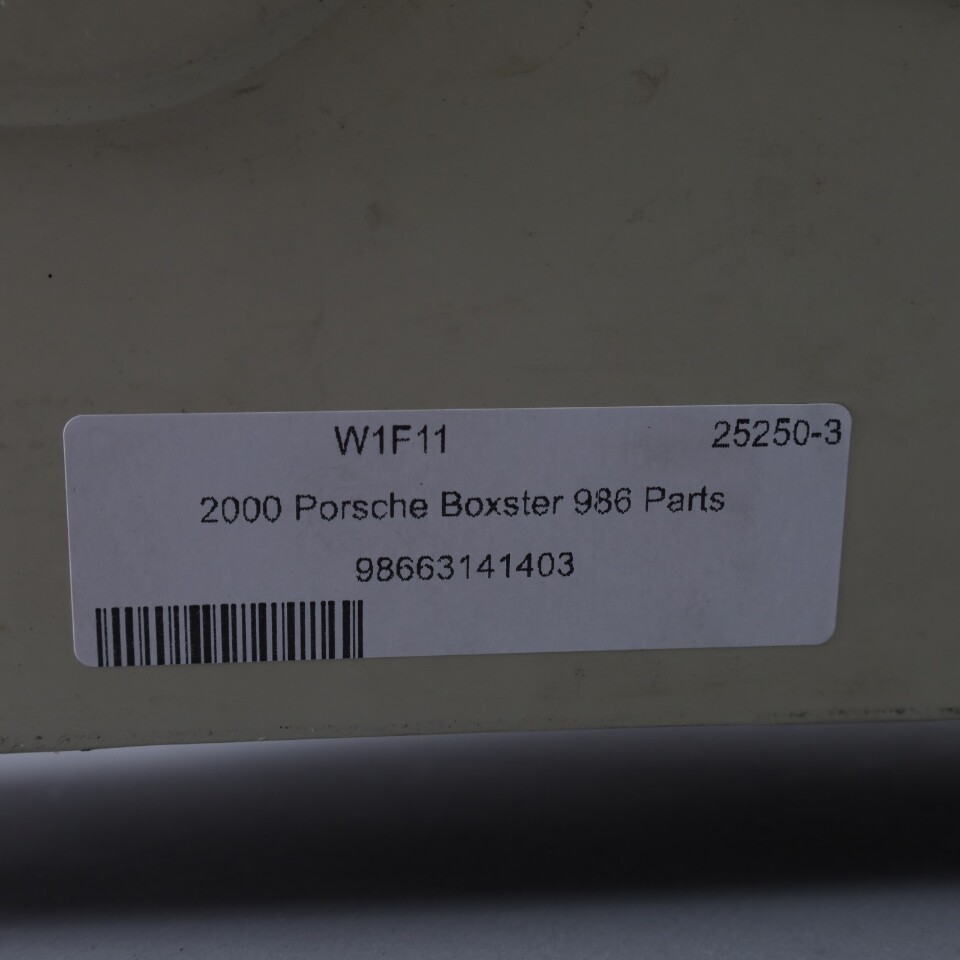 W1F11 25250-3
2000 Porsche Boxster 986 Parts
98663141403